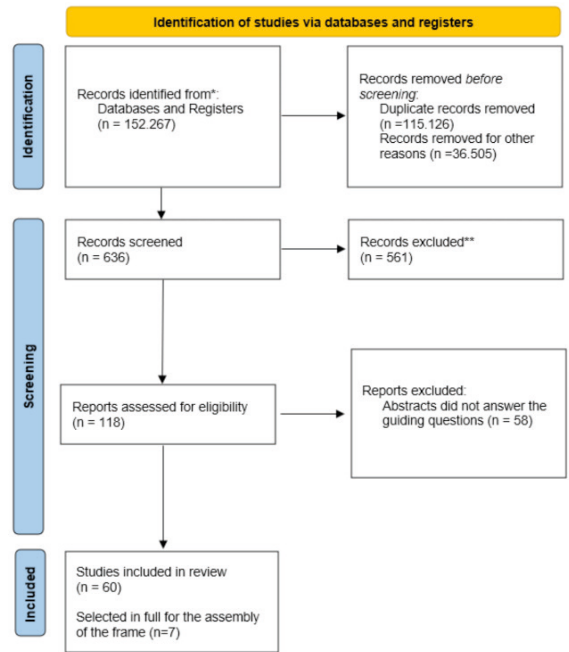 Identification of studies via databases and registers
Identification
Records identified from*:
Databases and Registers
(n = 152.267)
Records removed before
screening:
Duplicate records removed
(n =115.126)
Records removed for other
reasons (n =36.505)
Screening
Records screened
(n = 636)
Records excluded**
(n = 561)
Reports assessed for eligibility
(n = 118)
Reports excluded:
Abstracts did not answer the
guiding questions (n = 58)
Included
Studies included in review
(n = 60)
Selected in full for the assembly
of the frame (n=7)